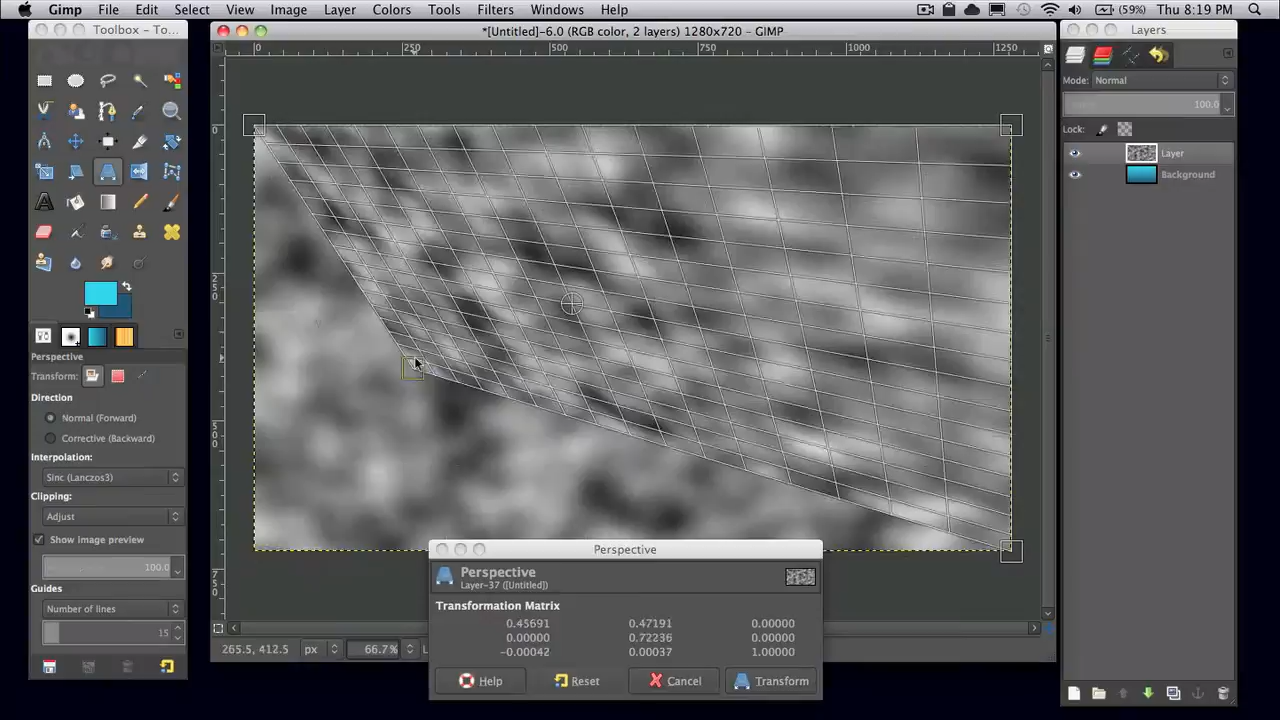 Gimp File Edit Select View Image Layer Colors Tools Filters Windows Help (59%) Thu 8:19 PM
Toolbox - To...
*[Untitled]-6.0 (RGB color, 2 layers) 1280x720 – GIMP
Layers
0 250 500 750 1000 1250
Mode: Normal
100.0
Lock:
Layer
Background
0
250
500
750
Perspective
Transform:
Direction
Normal (Forward)
Corrective (Backward)
Interpolation:
Sinc (Lanczos3)
Clipping:
Adjust
Show image preview
100.0
Guides
Number of lines
15
265.5, 412.5 px 66.7%
Perspective
Perspective
Layer-37 ([Untitled])
Transformation Matrix
0.45691 0.47191 0.00000
0.00000 0.72236 0.00000
−0.00042 0.00037 1.00000
Help Reset Cancel Transform